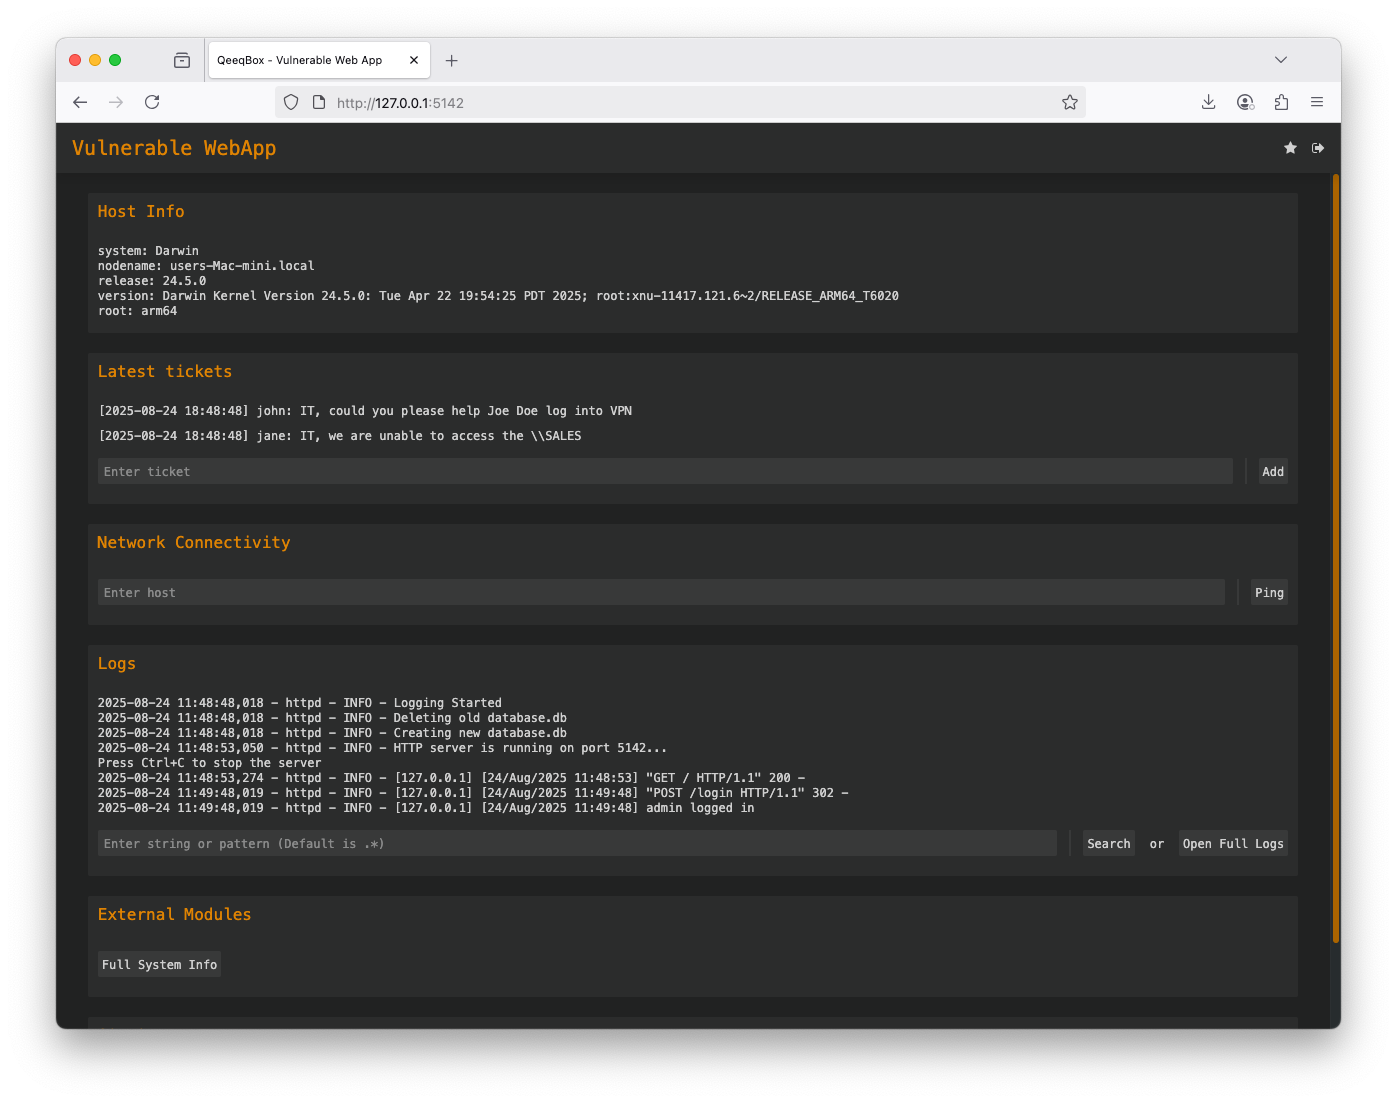 QeeqBox - Vulnerable Web App
http://127.0.0.1:5142
Vulnerable WebApp
Host Info
system: Darwin
nodename: users-Mac-mini.local
release: 24.5.0
version: Darwin Kernel Version 24.5.0: Tue Apr 22 19:54:25 PDT 2025; root:xnu-11417.121.6~2/RELEASE_ARM64_T6020
root: arm64
Latest tickets
[2025-08-24 18:48:48] john: IT, could you please help Joe Doe log into VPN
[2025-08-24 18:48:48] jane: IT, we are unable to access the \\SALES
Enter ticket Add
Network Connectivity
Enter host Ping
Logs
2025-08-24 11:48:48,018 - httpd - INFO - Logging Started
2025-08-24 11:48:48,018 - httpd - INFO - Deleting old database.db
2025-08-24 11:48:48,018 - httpd - INFO - Creating new database.db
2025-08-24 11:48:53,050 - httpd - INFO - HTTP server is running on port 5142...
Press Ctrl+C to stop the server
2025-08-24 11:48:53,274 - httpd - INFO - [127.0.0.1] [24/Aug/2025 11:48:53] "GET / HTTP/1.1" 200 -
2025-08-24 11:49:48,019 - httpd - INFO - [127.0.0.1] [24/Aug/2025 11:49:48] "POST /login HTTP/1.1" 302 -
2025-08-24 11:49:48,019 - httpd - INFO - [127.0.0.1] [24/Aug/2025 11:49:48] admin logged in
Enter string or pattern (Default is .*) Search or Open Full Logs
External Modules
Full System Info